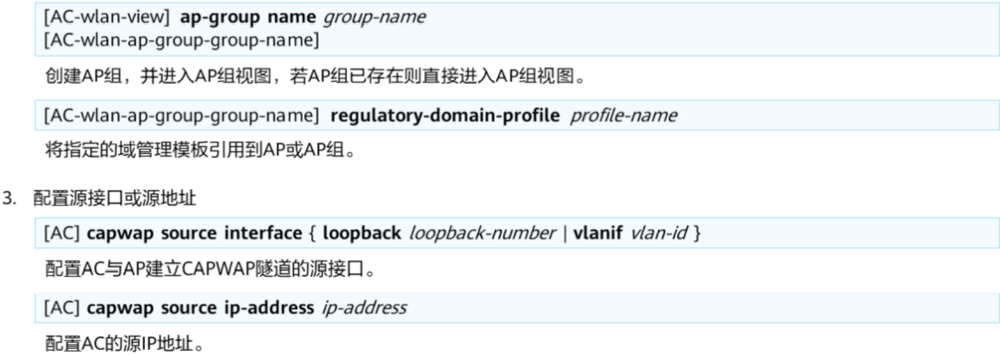 [AC-wlan-view] ap-group name group-name
[AC-wlan-ap-group-group-name]
创建AP组，并进入AP组视图，若AP组已存在则直接进入AP组视图。
[AC-wlan-ap-group-group-name] regulatory-domain-profile profile-name
将指定的域管理模板引用到AP或AP组。
3. 配置源接口或源地址
[AC] capwap source interface { loopback loopback-number | vlanif vlan-id }
配置AC与AP建立CAPWAP隧道的源接口。
[AC] capwap source ip-address ip-address
配置AC的源IP地址。